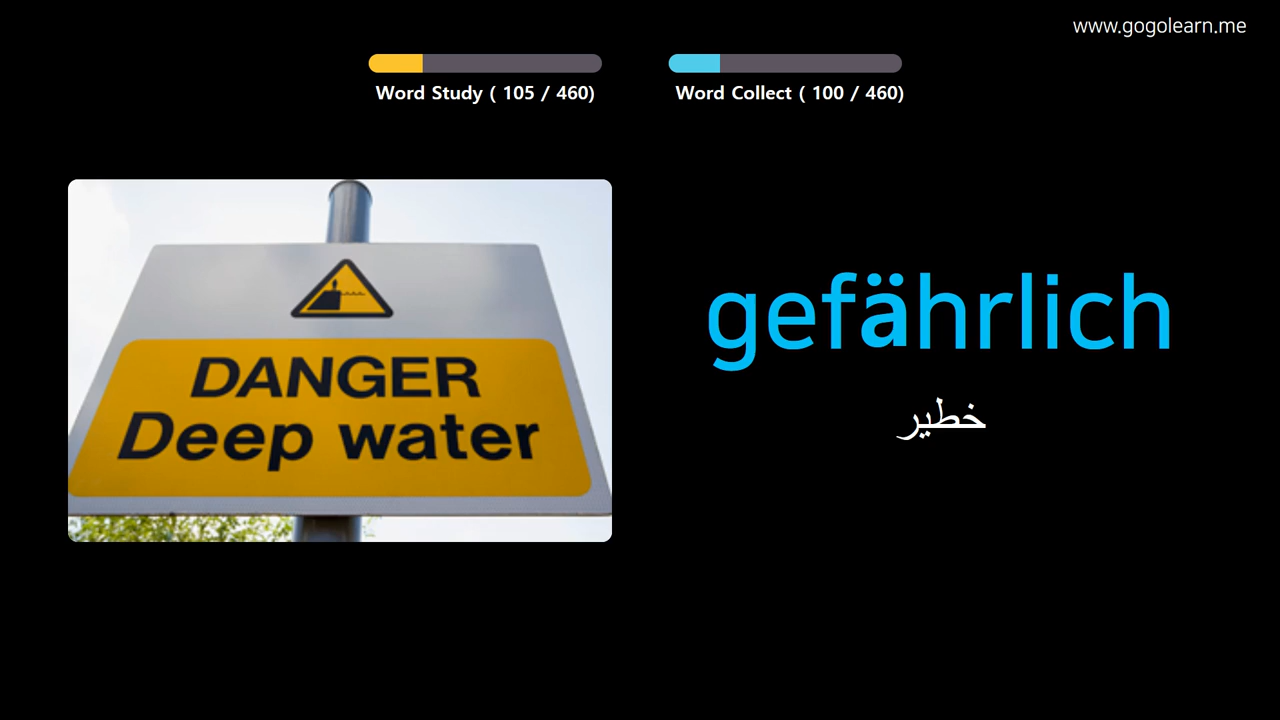 www.gogolearn.me
Word Study ( 105 / 460)
Word Collect ( 100 / 460)
DANGER
Deep water
gefährlich
خطير